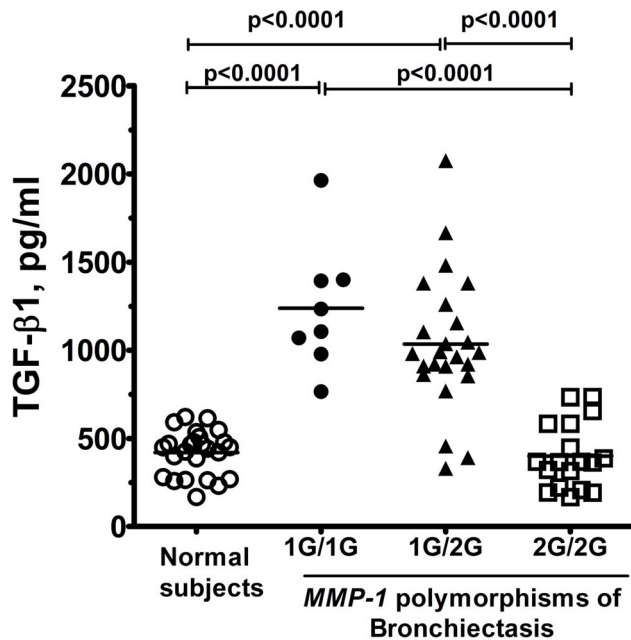 p<0.0001 p<0.0001
p<0.0001 p<0.0001
TGF-β1, pg/ml
2500
2000
1500
1000
500
0
Normal subjects
1G/1G 1G/2G 2G/2G
MMP-1 polymorphisms of
Bronchiectasis